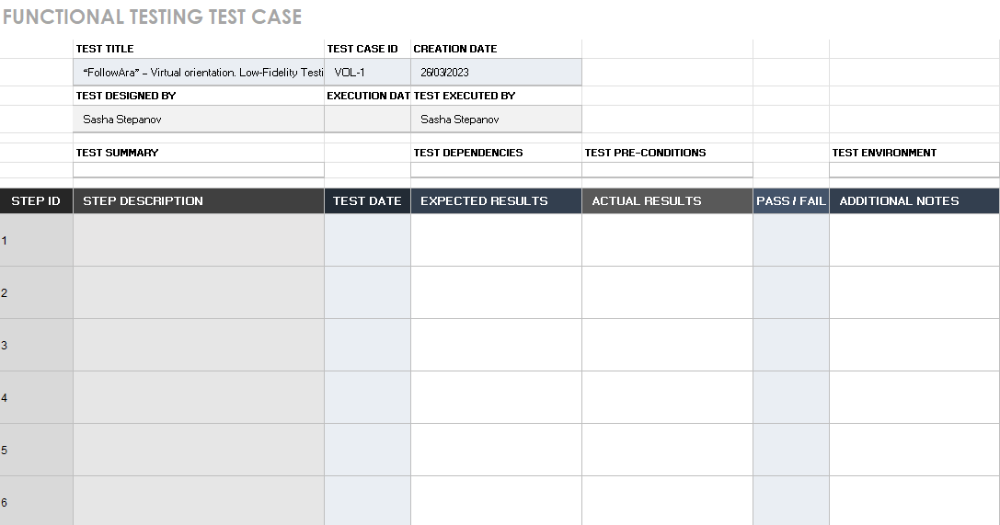 FUNCTIONAL TESTING TEST CASE
TEST TITLE TEST CASE ID CREATION DATE
“FollowAra” – Virtual orientation. Low-Fidelity Testi VOL-1 26/03/2023
TEST DESIGNED BY EXECUTION DAT TEST EXECUTED BY
Sasha Stepanov Sasha Stepanov
TEST SUMMARY TEST DEPENDENCIES TEST PRE-CONDITIONS TEST ENVIRONMENT
STEP ID STEP DESCRIPTION TEST DATE EXPECTED RESULTS ACTUAL RESULTS PASS / FAIL ADDITIONAL NOTES
1
2
3
4
5
6